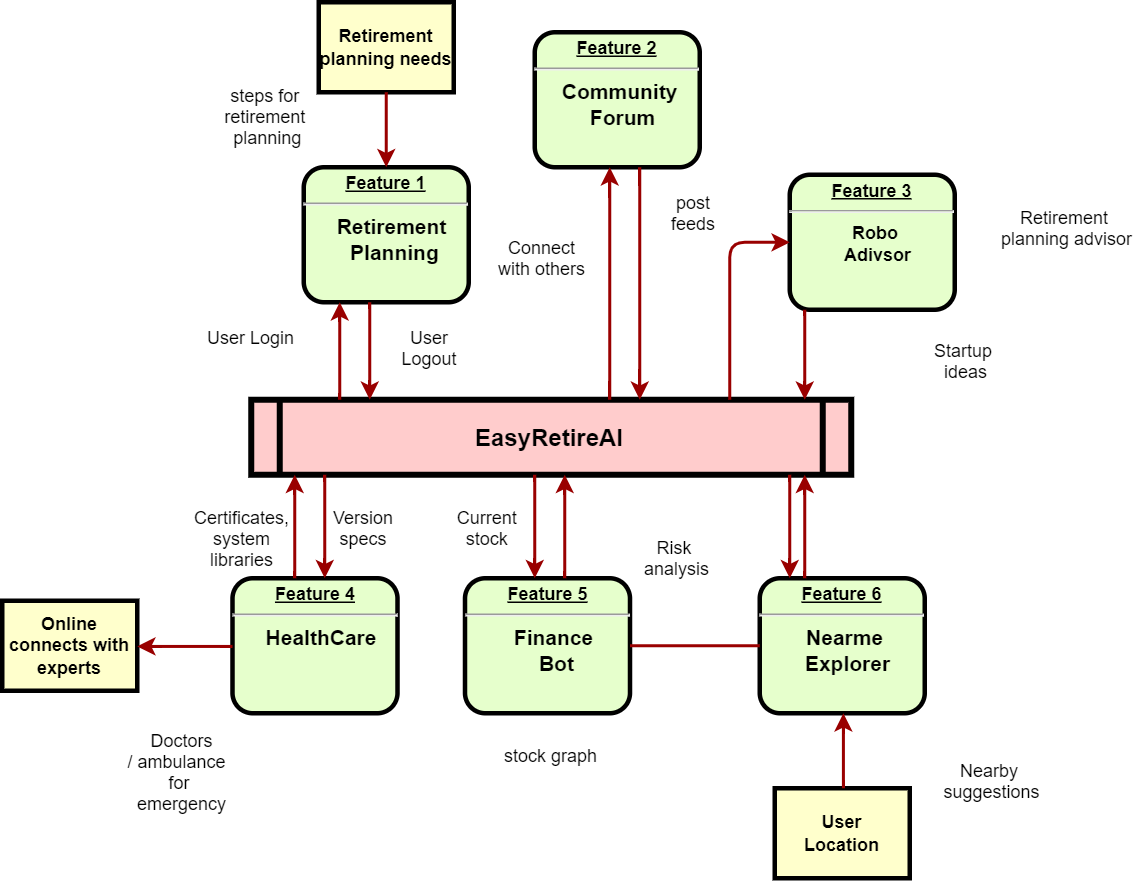 Retirement
planning needs
steps for
retirement
planning
Feature 1
Retirement
Planning
Feature 2
Community
Forum
post
feeds
Connect
with others
Feature 3
Robo
Adivsor
Retirement
planning advisor
Startup
ideas
User Login
User
Logout
EasyRetireAI
Certificates,
system
libraries
Version
specs
Current
stock
Risk
analysis
Feature 4
HealthCare
Feature 5
Finance
Bot
Feature 6
Nearme
Explorer
Online
connects with
experts
Doctors
/ ambulance
for
emergency
stock graph
Nearby
suggestions
User
Location